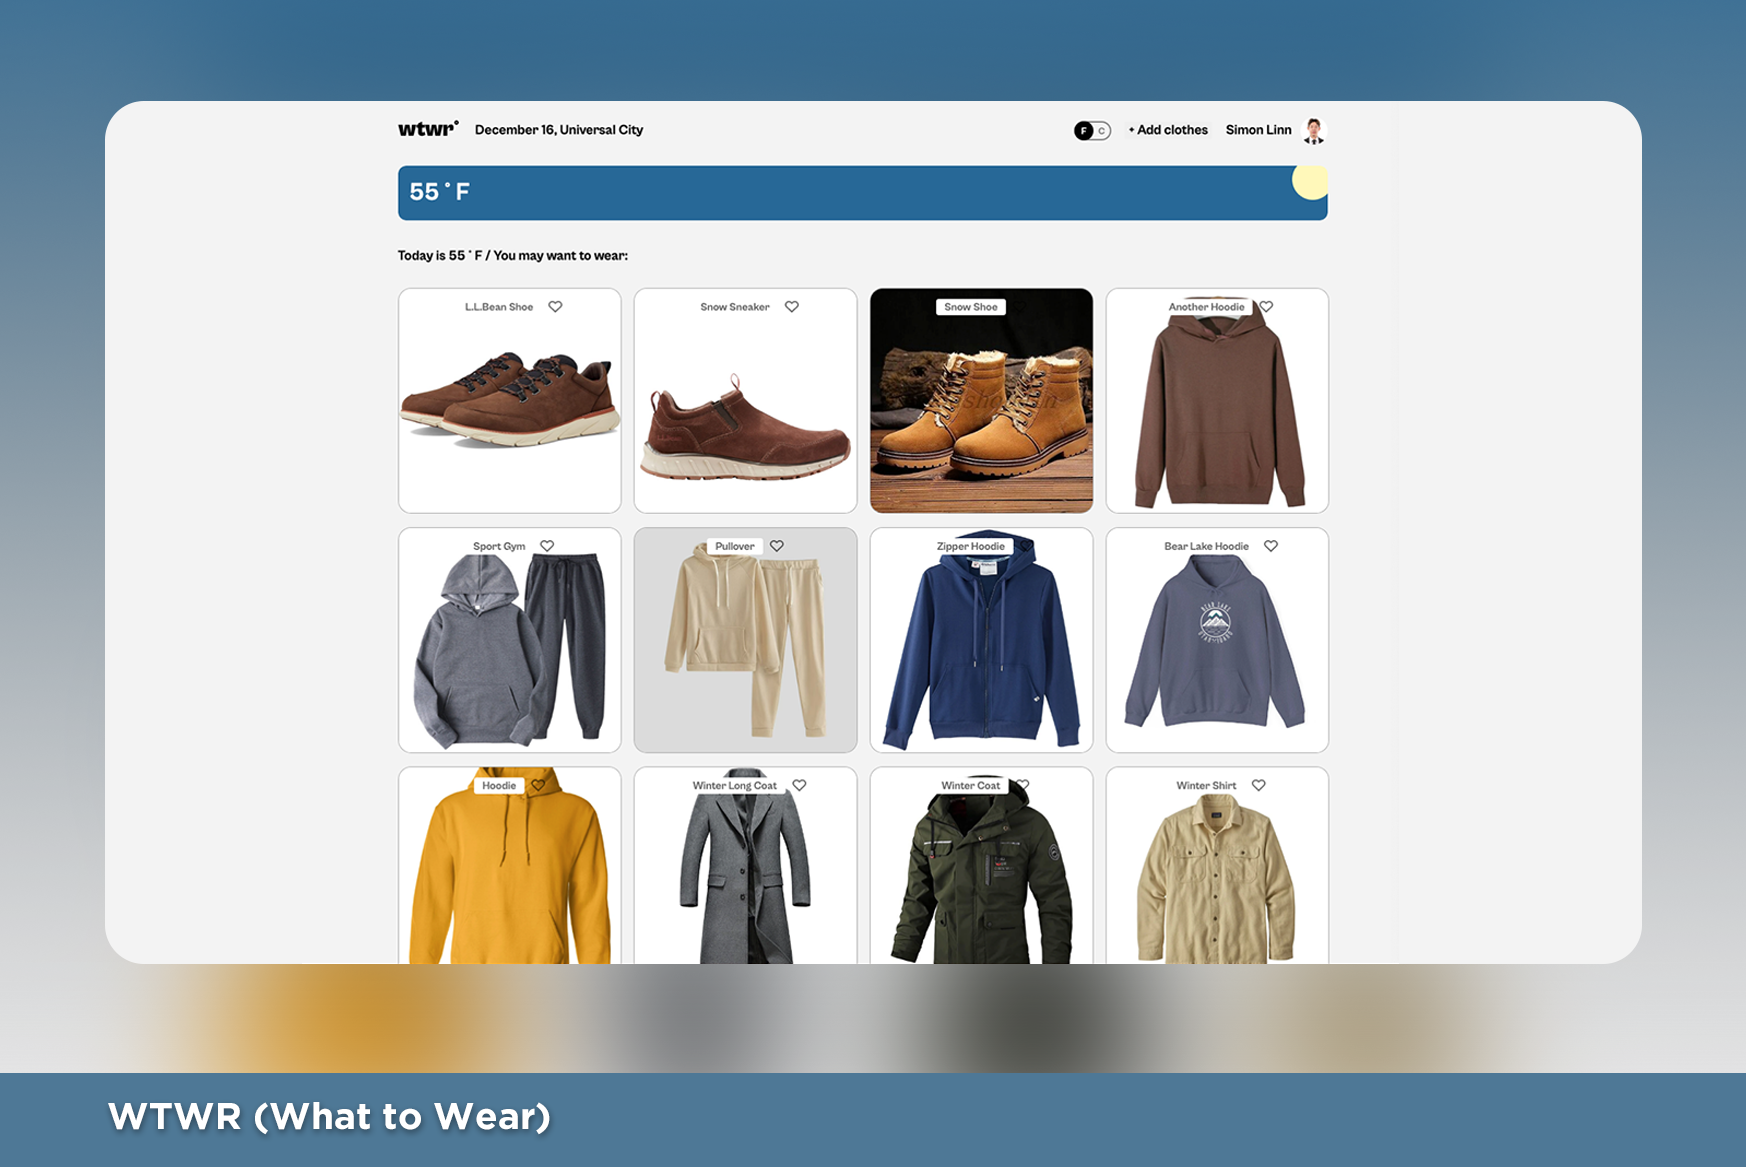 wtwr°
December 16, Universal City
F C
+ Add clothes
Simon Linn
55 ° F
Today is 55 ° F / You may want to wear:
L.L.Bean Shoe
Snow Sneaker
Snow Shoe
Another Hoodie
Sport Gym
Pullover
Zipper Hoodie
Bear Lake Hoodie
BEAR LAKE
Hoodie
Winter Long Coat
Winter Coat
Winter Shirt
WTWR (What to Wear)